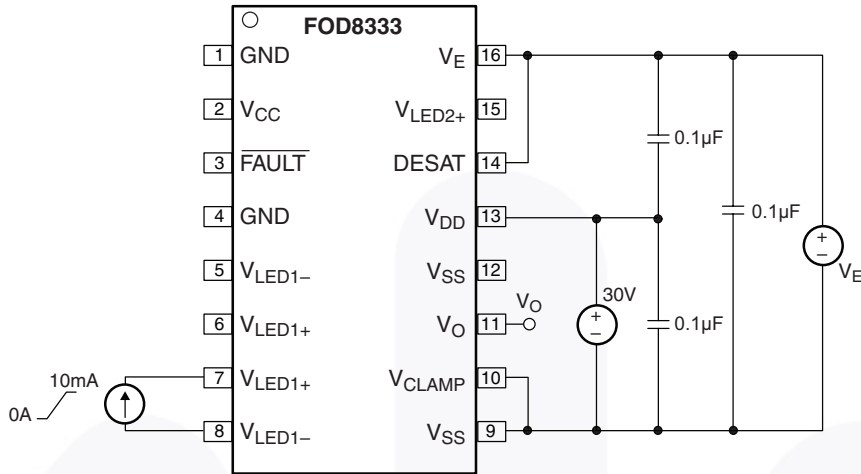 FOD8333
1 GND
2 VCC
3 FAULT
4 GND
5 VLED1–
6 VLED1+
7 VLED1+
8 VLED1–
VE 16
VLED2+ 15
DESAT 14
VDD 13
VSS 12
VO 11
VCLAMP 10
VSS 9
10mA
0A
VO
30V
+
–
0.1µF
0.1µF
0.1µF
+
–
VE